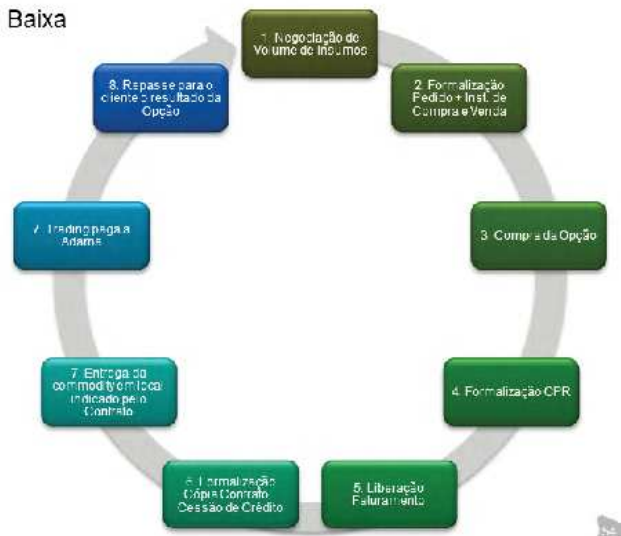 Baixa
1. Negociação de
Volume de Insumos
2. Formalização
Pedido + Inst. de
Compra e Venda
3. Compra da Opção
4. Formalização CPR
5. Liberação
Faturamento
6. Formalização
Cópia Contrato
Cessão de Crédito
7. Entrega da
commodity em local
indicado pelo
Contrato
7. Trading paga a
Adama
8. Repasse para o
cliente o resultado da
Opção